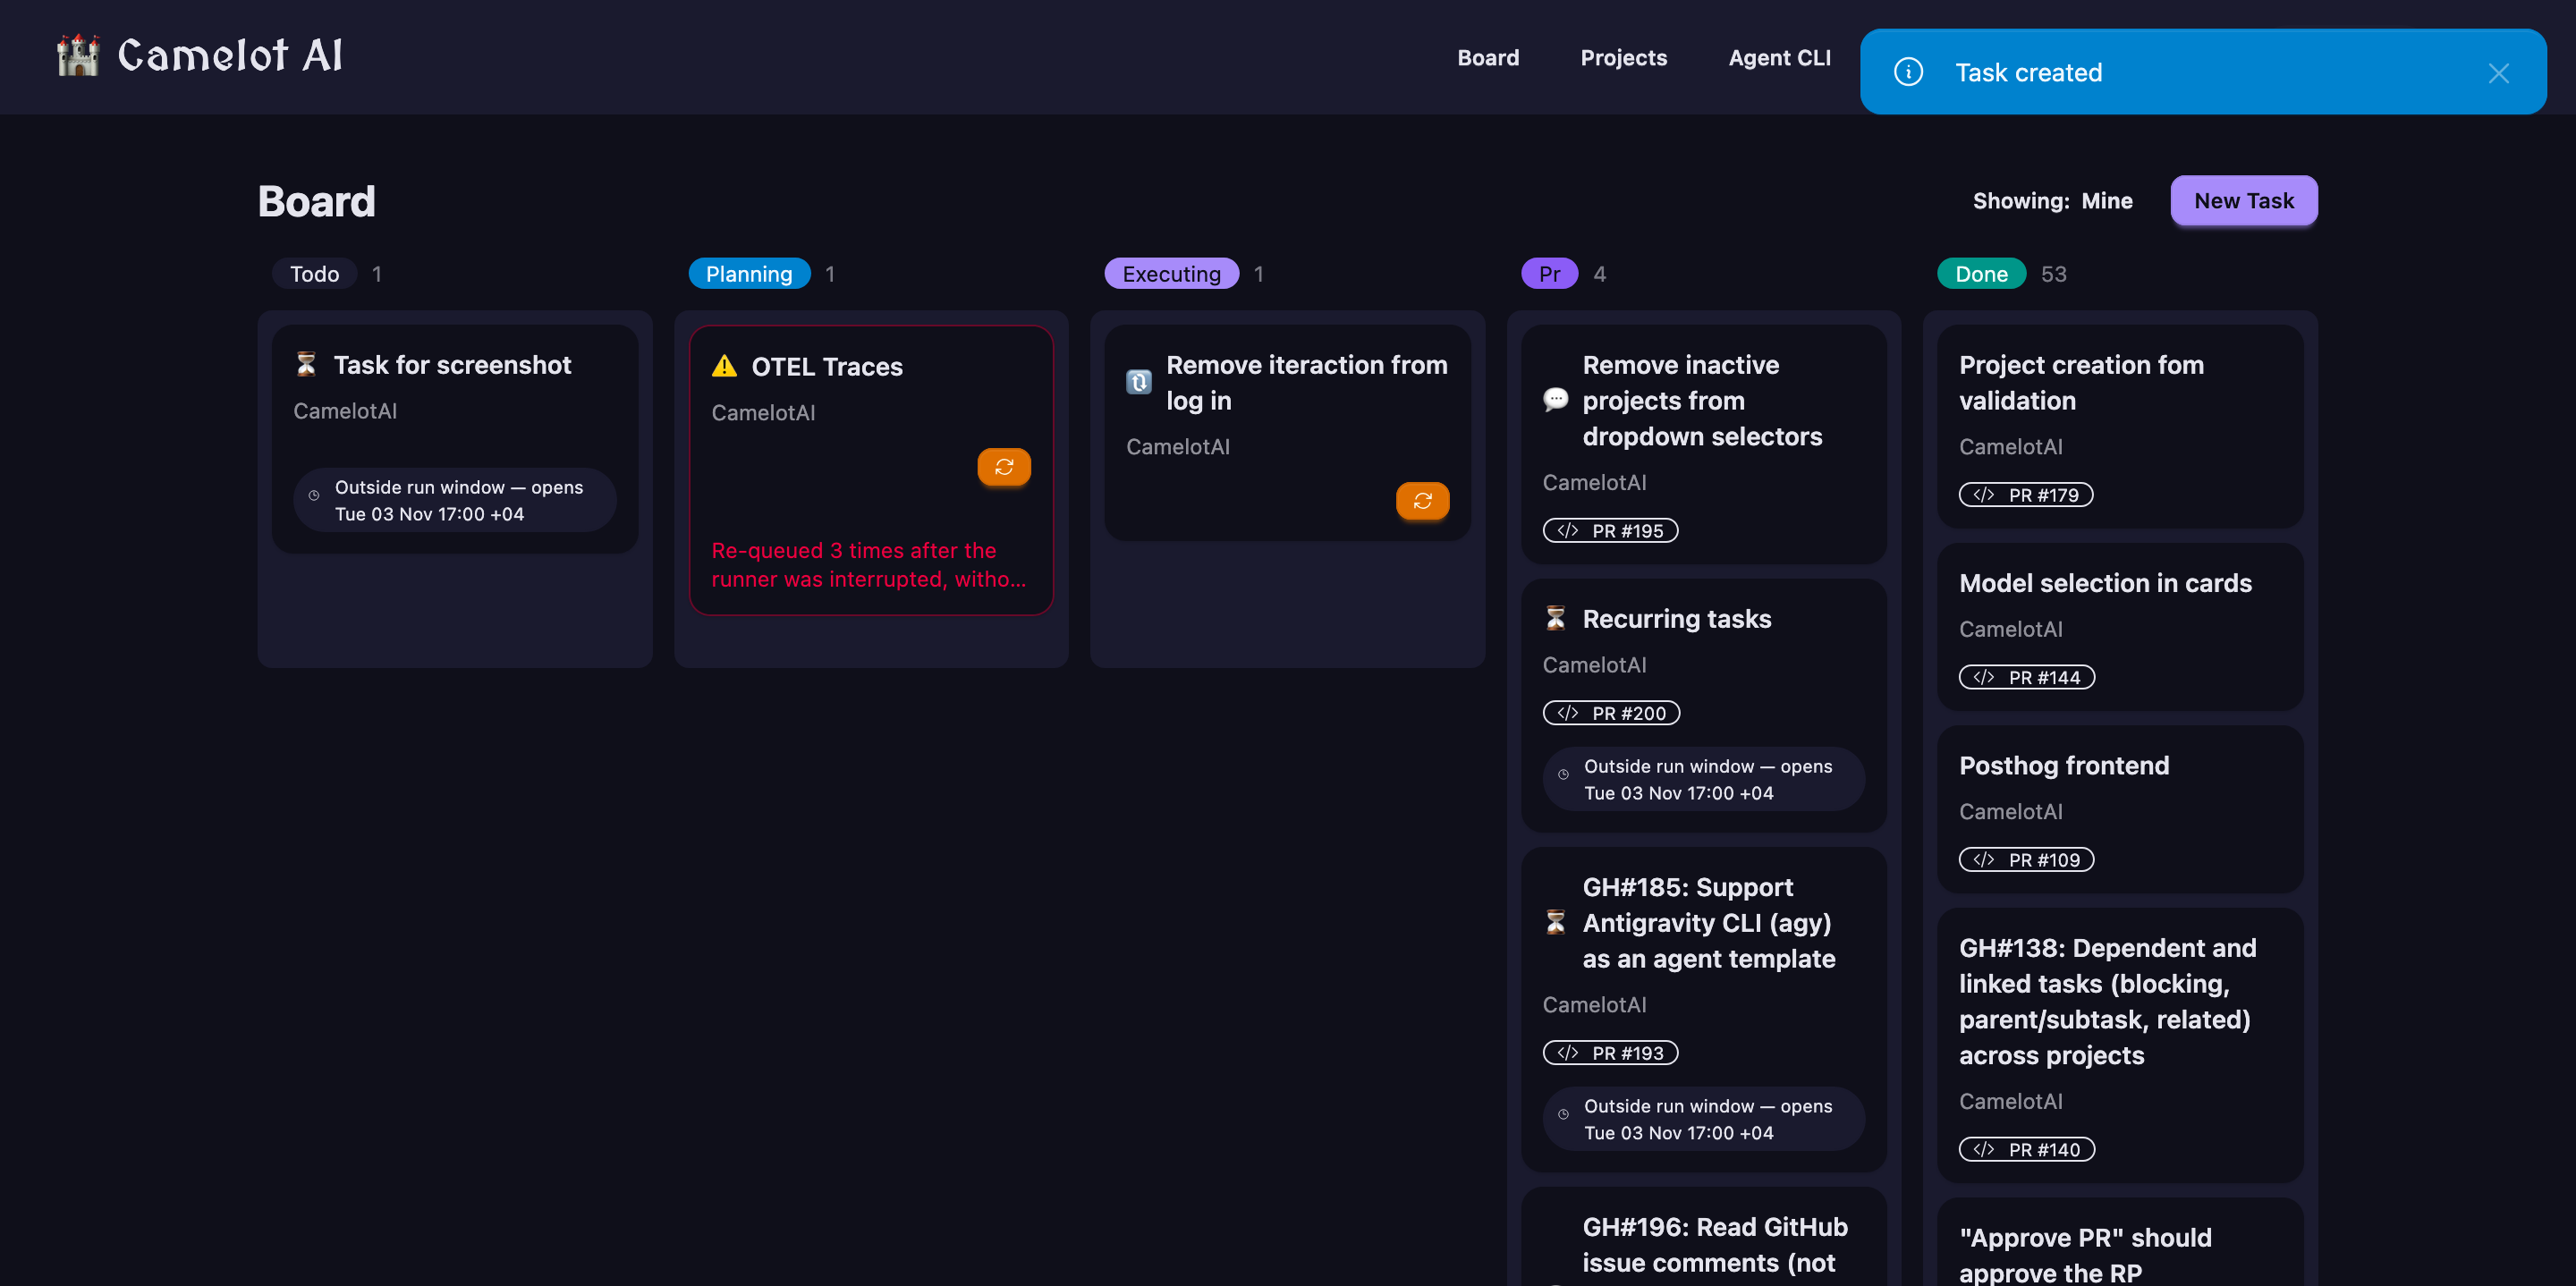 Camelot AI
Board
Projects
Agent CLI
Task created
Board
Showing: Mine
New Task
Todo 1
Task for screenshot
CamelotAI
Outside run window — opens
Tue 03 Nov 17:00 +04
Planning 1
OTEL Traces
CamelotAI
Re-queued 3 times after the
runner was interrupted, witho...
Executing 1
Remove iteraction from
log in
CamelotAI
Pr 4
Remove inactive
projects from
dropdown selectors
CamelotAI
</> PR #195
Recurring tasks
CamelotAI
</> PR #200
Outside run window — opens
Tue 03 Nov 17:00 +04
GH#185: Support
Antigravity CLI (agy)
as an agent template
CamelotAI
</> PR #193
Outside run window — opens
Tue 03 Nov 17:00 +04
GH#196: Read GitHub
issue comments (not
Done 53
Project creation fom
validation
CamelotAI
</> PR #179
Model selection in cards
CamelotAI
</> PR #144
Posthog frontend
CamelotAI
</> PR #109
GH#138: Dependent and
linked tasks (blocking,
parent/subtask, related)
across projects
CamelotAI
</> PR #140
"Approve PR" should
approve the RP